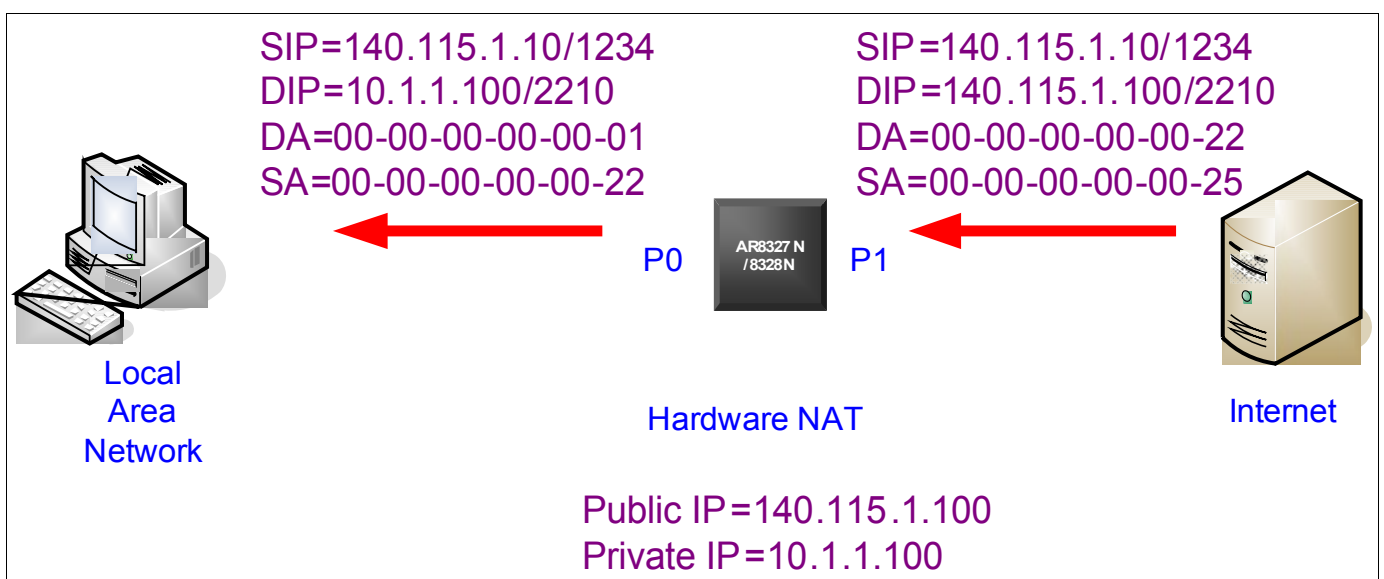 SIP=140.115.1.10/1234
DIP=10.1.1.100/2210
DA=00-00-00-00-00-01
SA=00-00-00-00-00-22
SIP=140.115.1.10/1234
DIP=140.115.1.100/2210
DA=00-00-00-00-00-22
SA=00-00-00-00-00-25
P0
AR8327N
/8328N
P1
Local
Area
Network
Hardware NAT
Internet
Public IP=140.115.1.100
Private IP=10.1.1.100